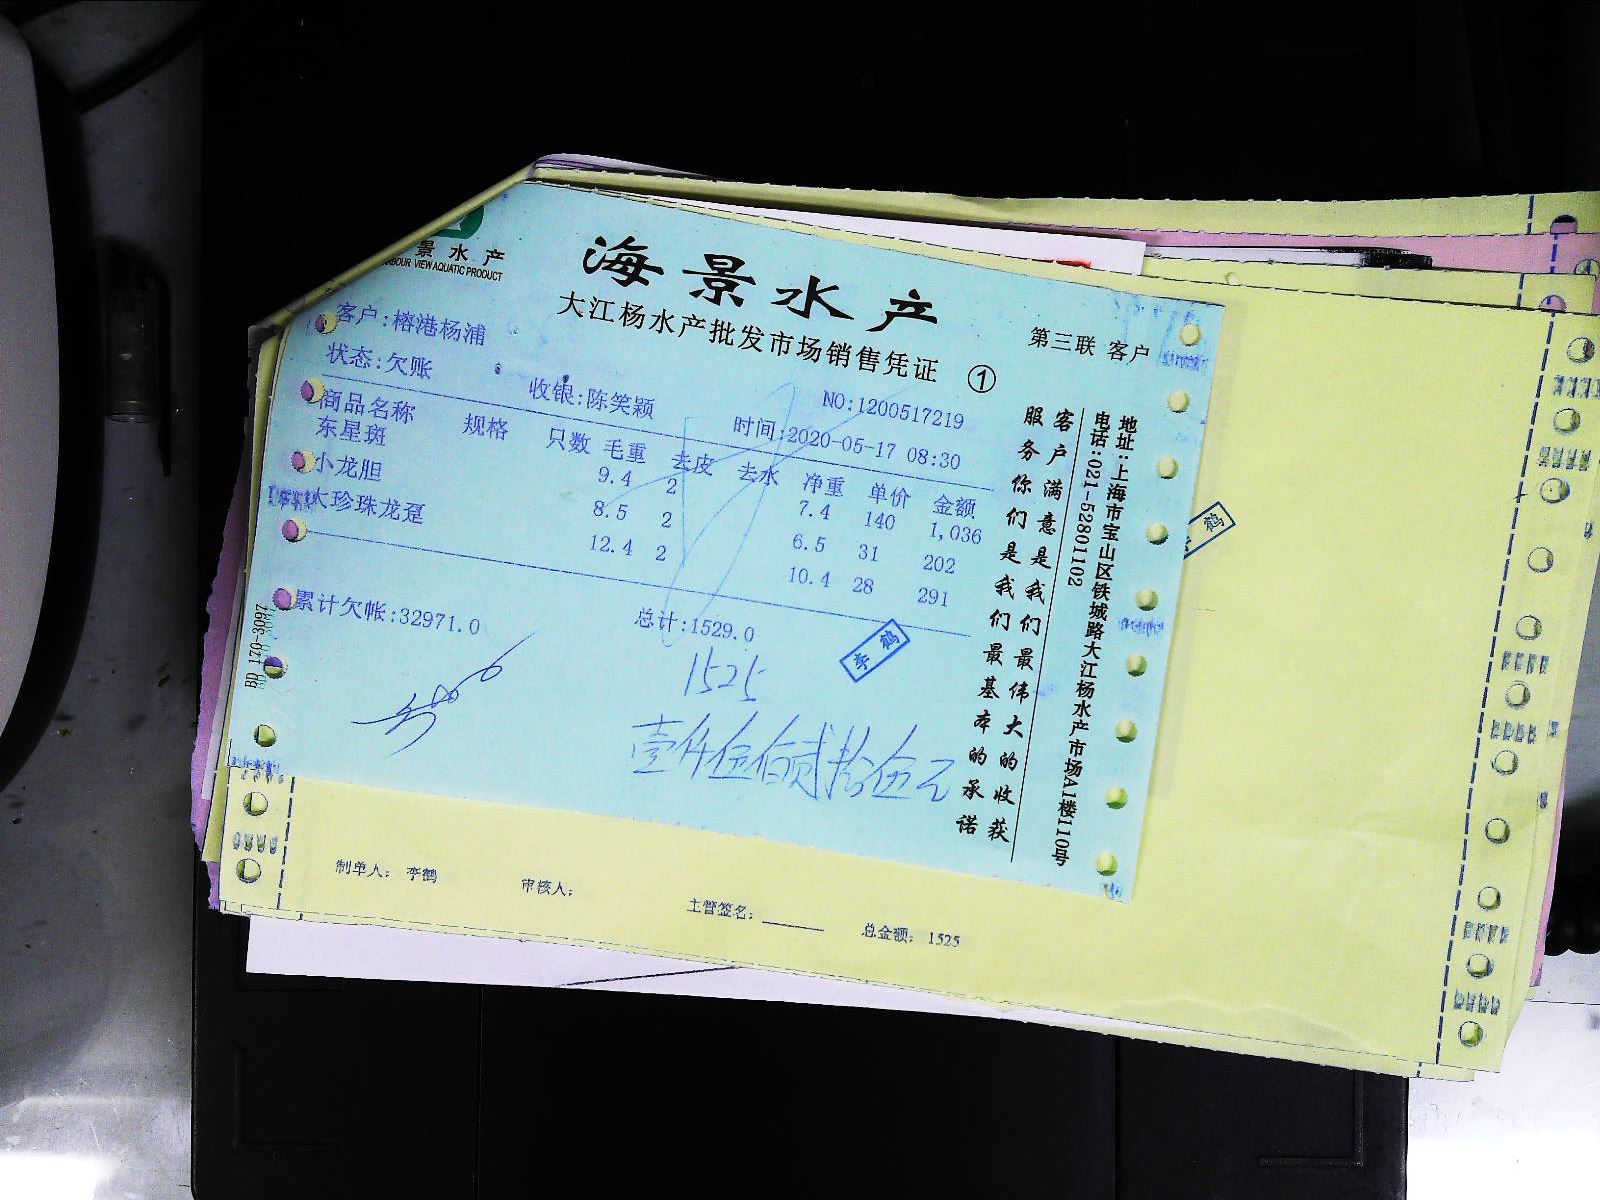 景水产
BOUR VIEW AQUATIC PRODUCT
海景水产
大江杨水产批发市场销售凭证 ①
第三联 客户
客户:榕港杨浦
状态:欠账
收银:陈笑颖
NO:1200517219
时间:2020-05-17 08:30
商品名称 规格 只数 毛重 去皮 去水 净重 单价 金额
东星斑 9.4 2 7.4 140 1,036
小龙胆 8.5 2 6.5 31 202
大珍珠龙趸 12.4 2 10.4 28 291
累计欠帐:32971.0
总计:1529.0
1525
壹仟伍佰贰拾伍元
李鹤
客户满意是我们最伟大的收获
服务你们是我们最基本的承诺
地址:上海市宝山区铁城路大江杨水产市场A1楼110号
电话:021-52801102
BD 170-3097
鹤
制单人: 李鹤
审核人:
主管签名:
总金额: 1525